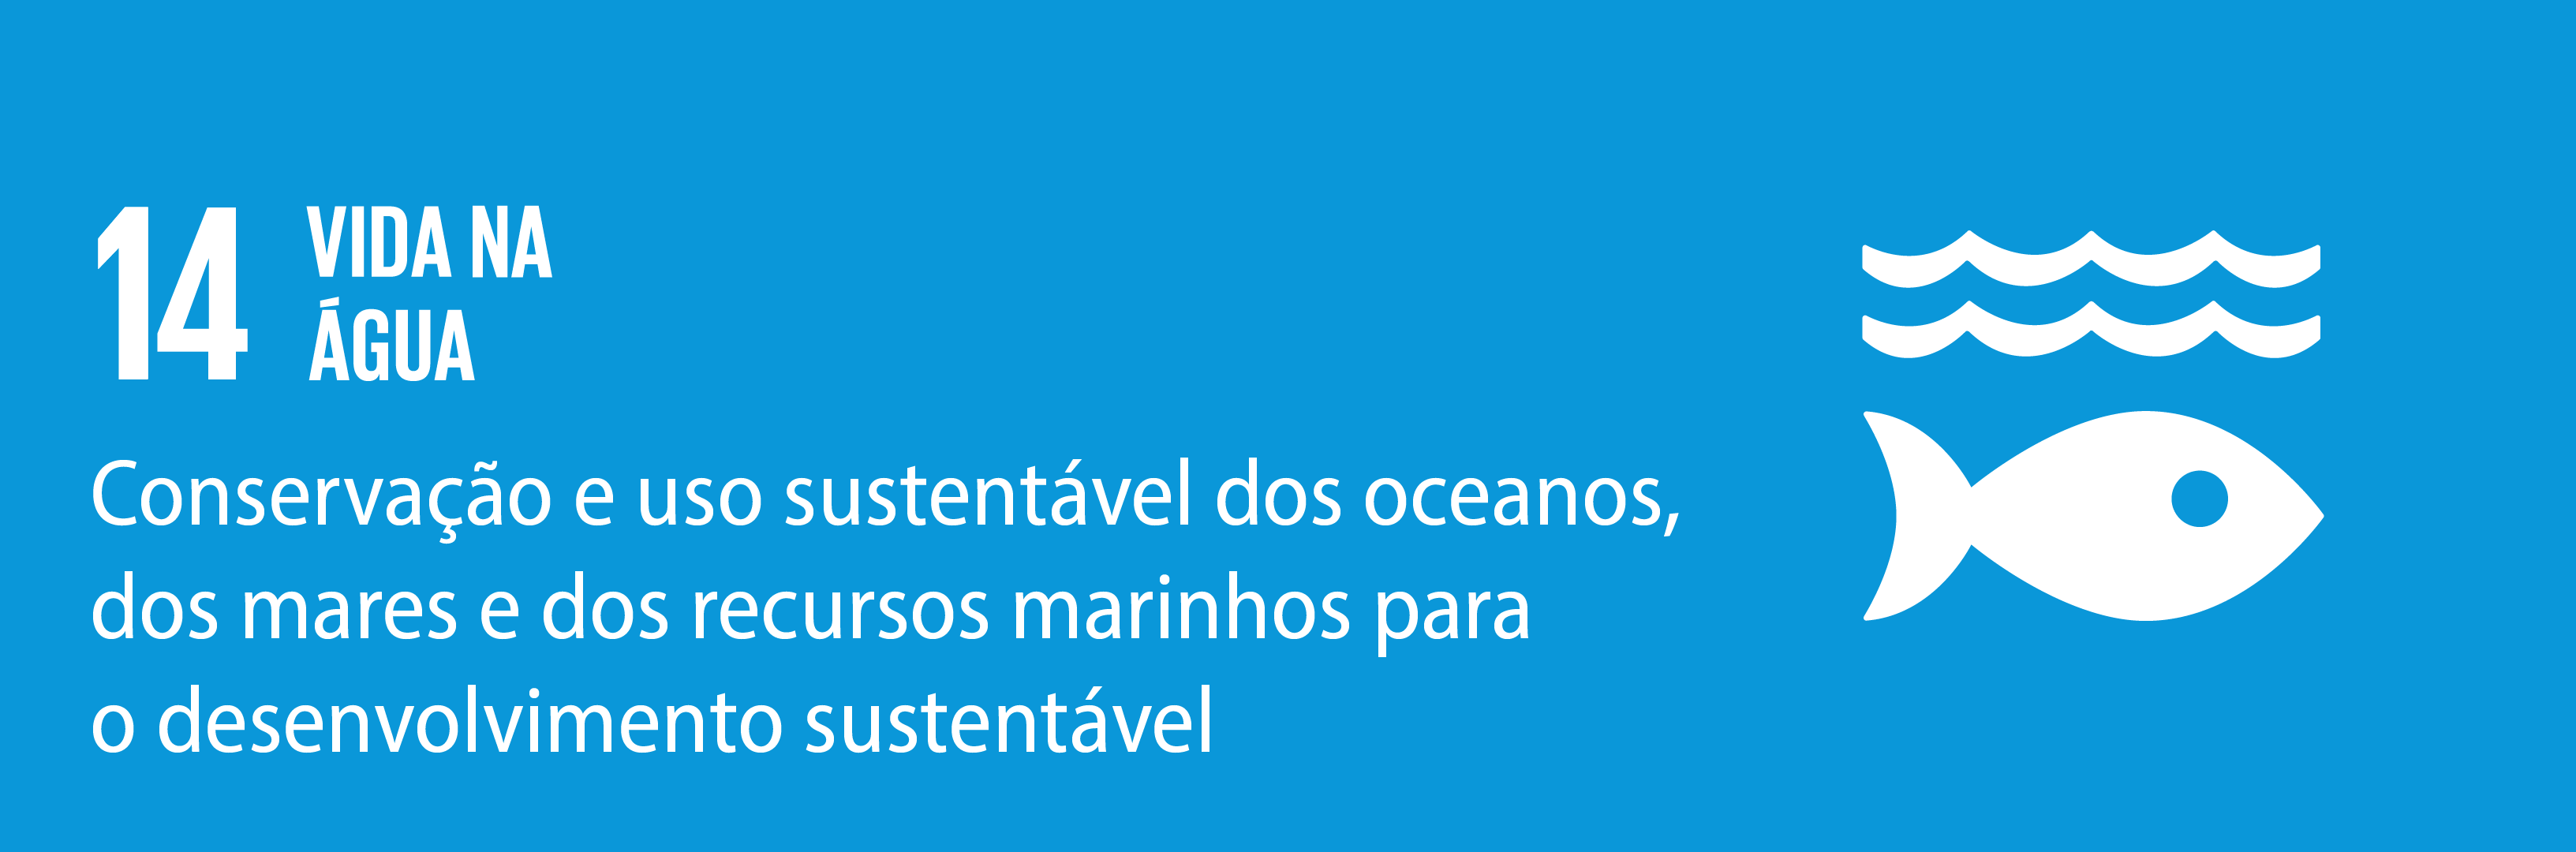 14 VIDA NA
ÁGUA
Conservação e uso sustentável dos oceanos,
dos mares e dos recursos marinhos para
o desenvolvimento sustentável